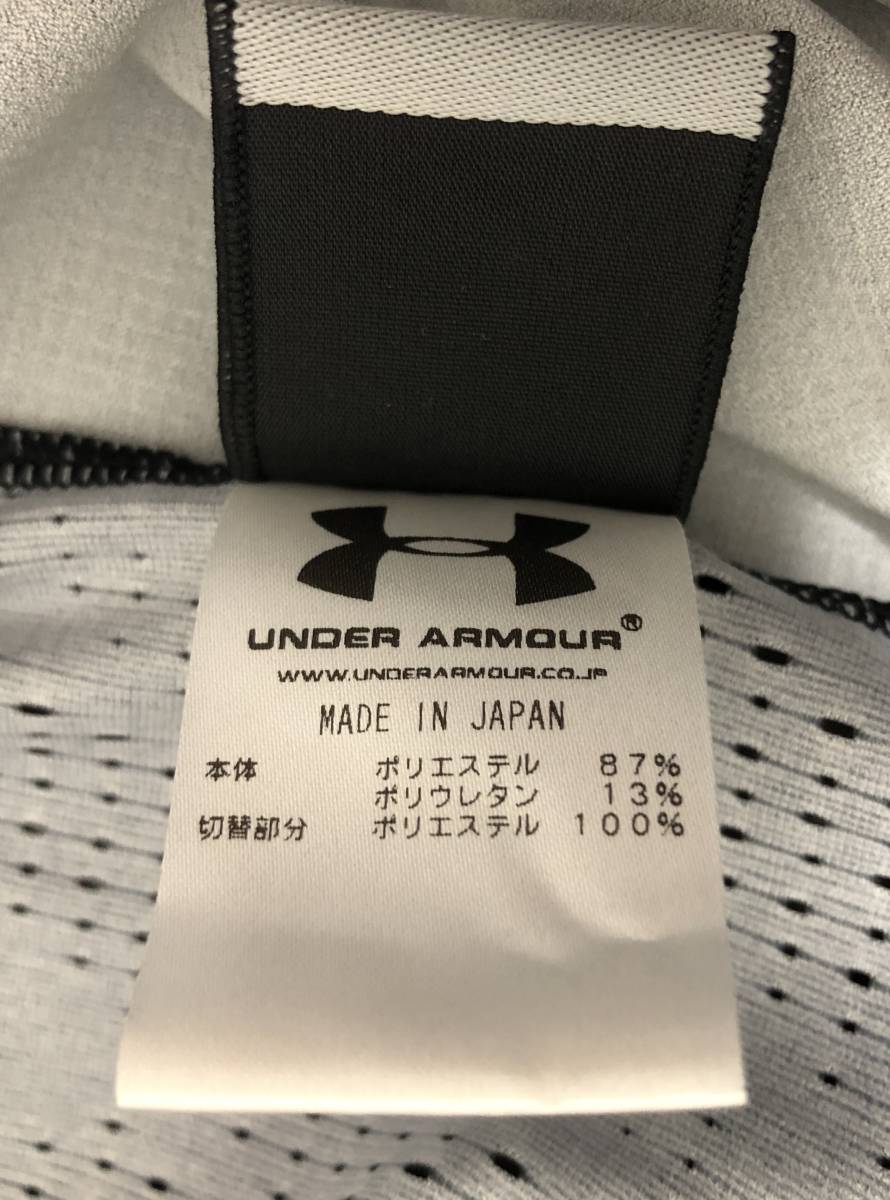 UNDER ARMOUR®
WWW.UNDERARMOUR.CO.JP
MADE IN JAPAN
本体 ポリエステル 87%
ポリウレタン 13%
切替部分 ポリエステル 100%